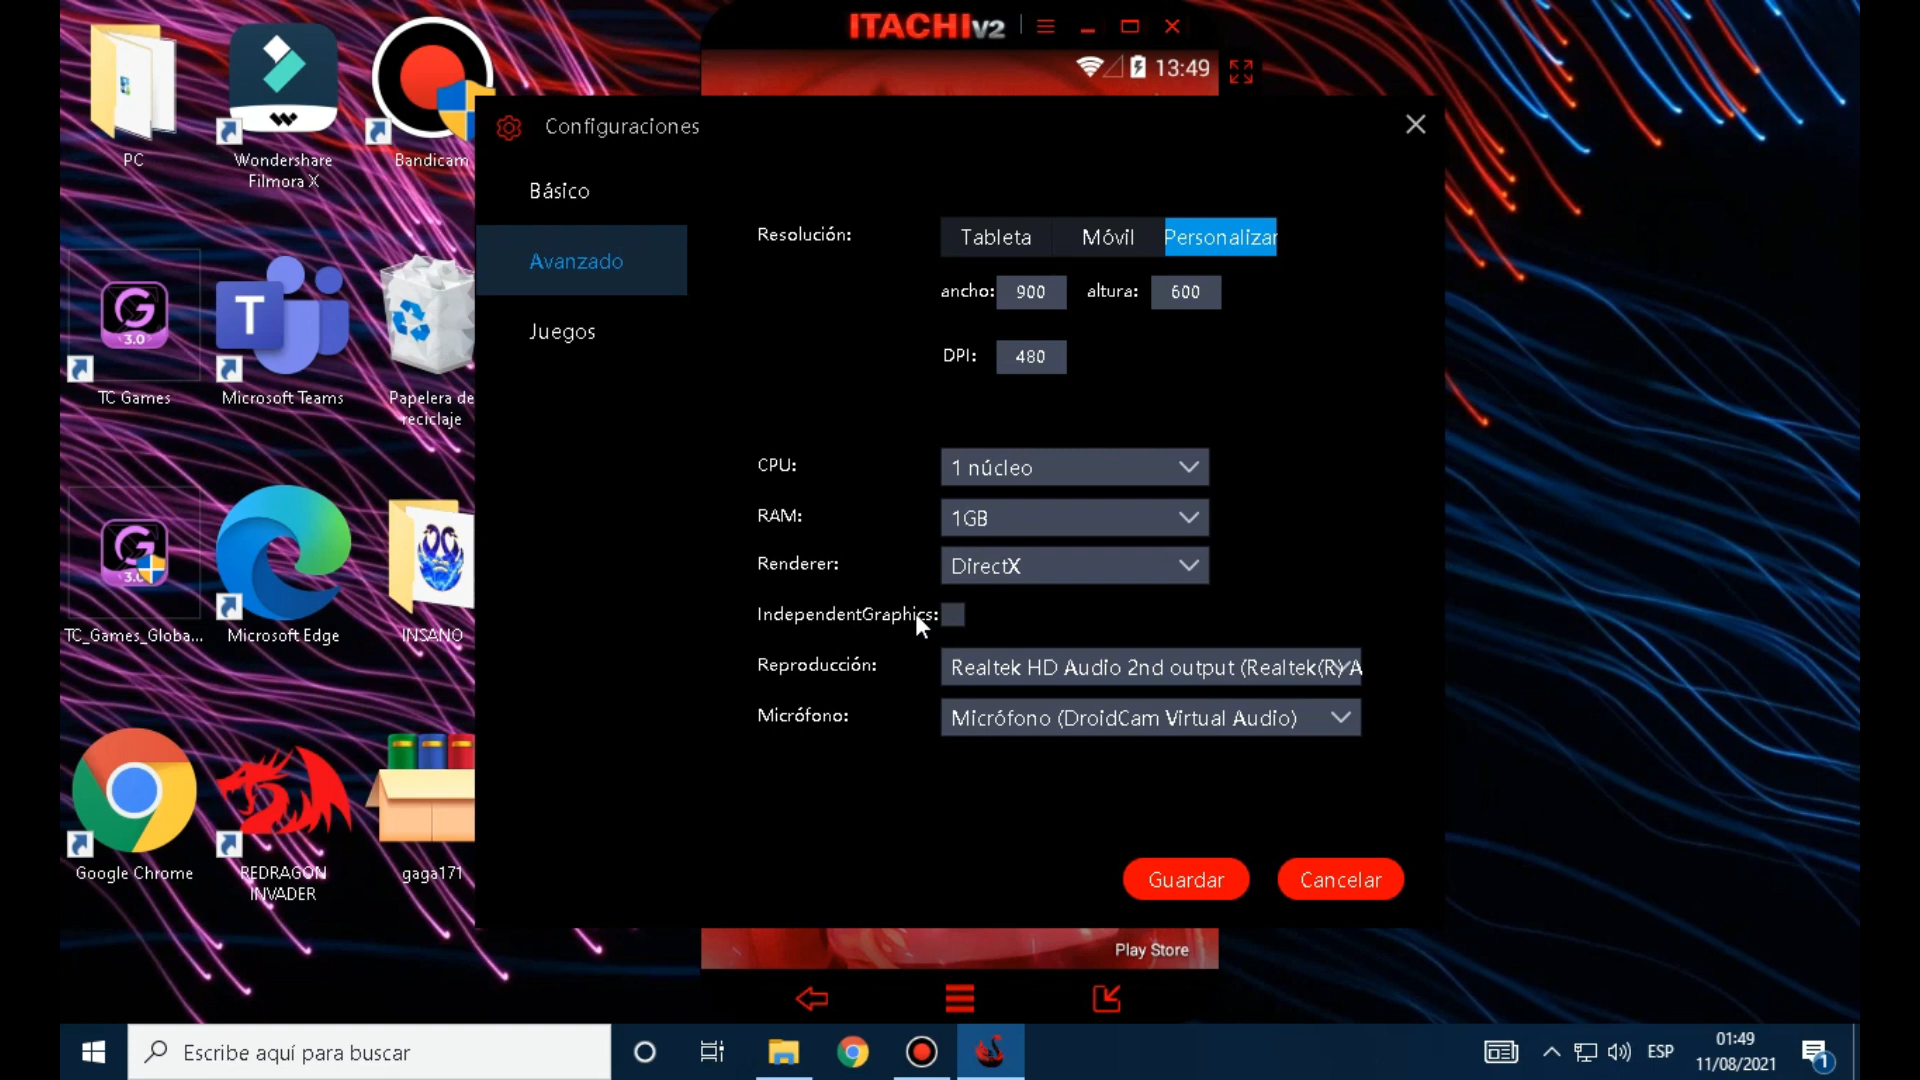 ITACHIV2
13:49
PC
Wondershare
Filmora X
Bandicam
Configuraciones
Básico
Avanzado
Juegos
Resolución:
Tableta
Móvil
Personalizar
ancho:
900
altura:
600
DPI:
480
T
3.0
TC Games
Microsoft Teams
Papelera de
reciclaje
CPU:
1 núcleo
RAM:
1GB
Renderer:
DirectX
IndependentGraphics:
Reproducción:
Realtek HD Audio 2nd output (Realtek(R) A
Micrófono:
Micrófono (DroidCam Virtual Audio)
TC_Games_Globa...
Microsoft Edge
INSANO
Google Chrome
REDRAGON
INVADER
gaga171
Guardar
Cancelar
Play Store
Escribe aquí para buscar
ESP
01:49
11/08/2021
1